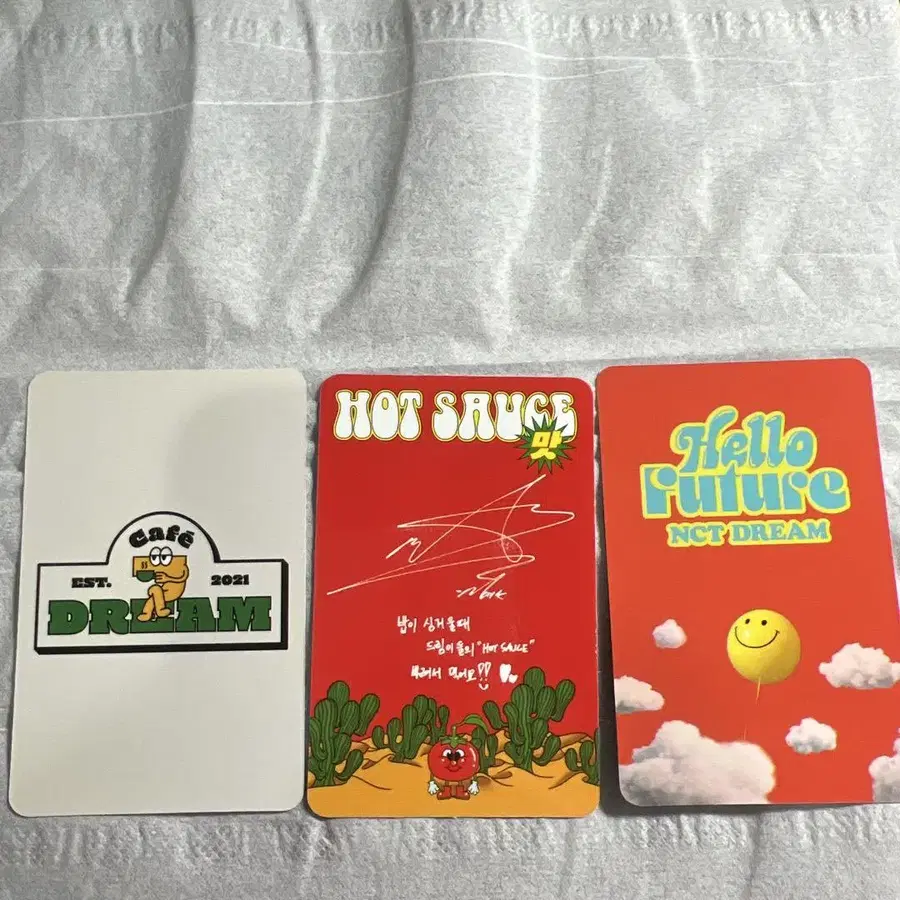 Café
EST. 2021
DREAM
HOT SAUCE
맛
-Mark
밥이 싱거울때
드림이들의 "HOT SAUCE"
뿌려서 먹어요!!
Hello
Future
NCT DREAM